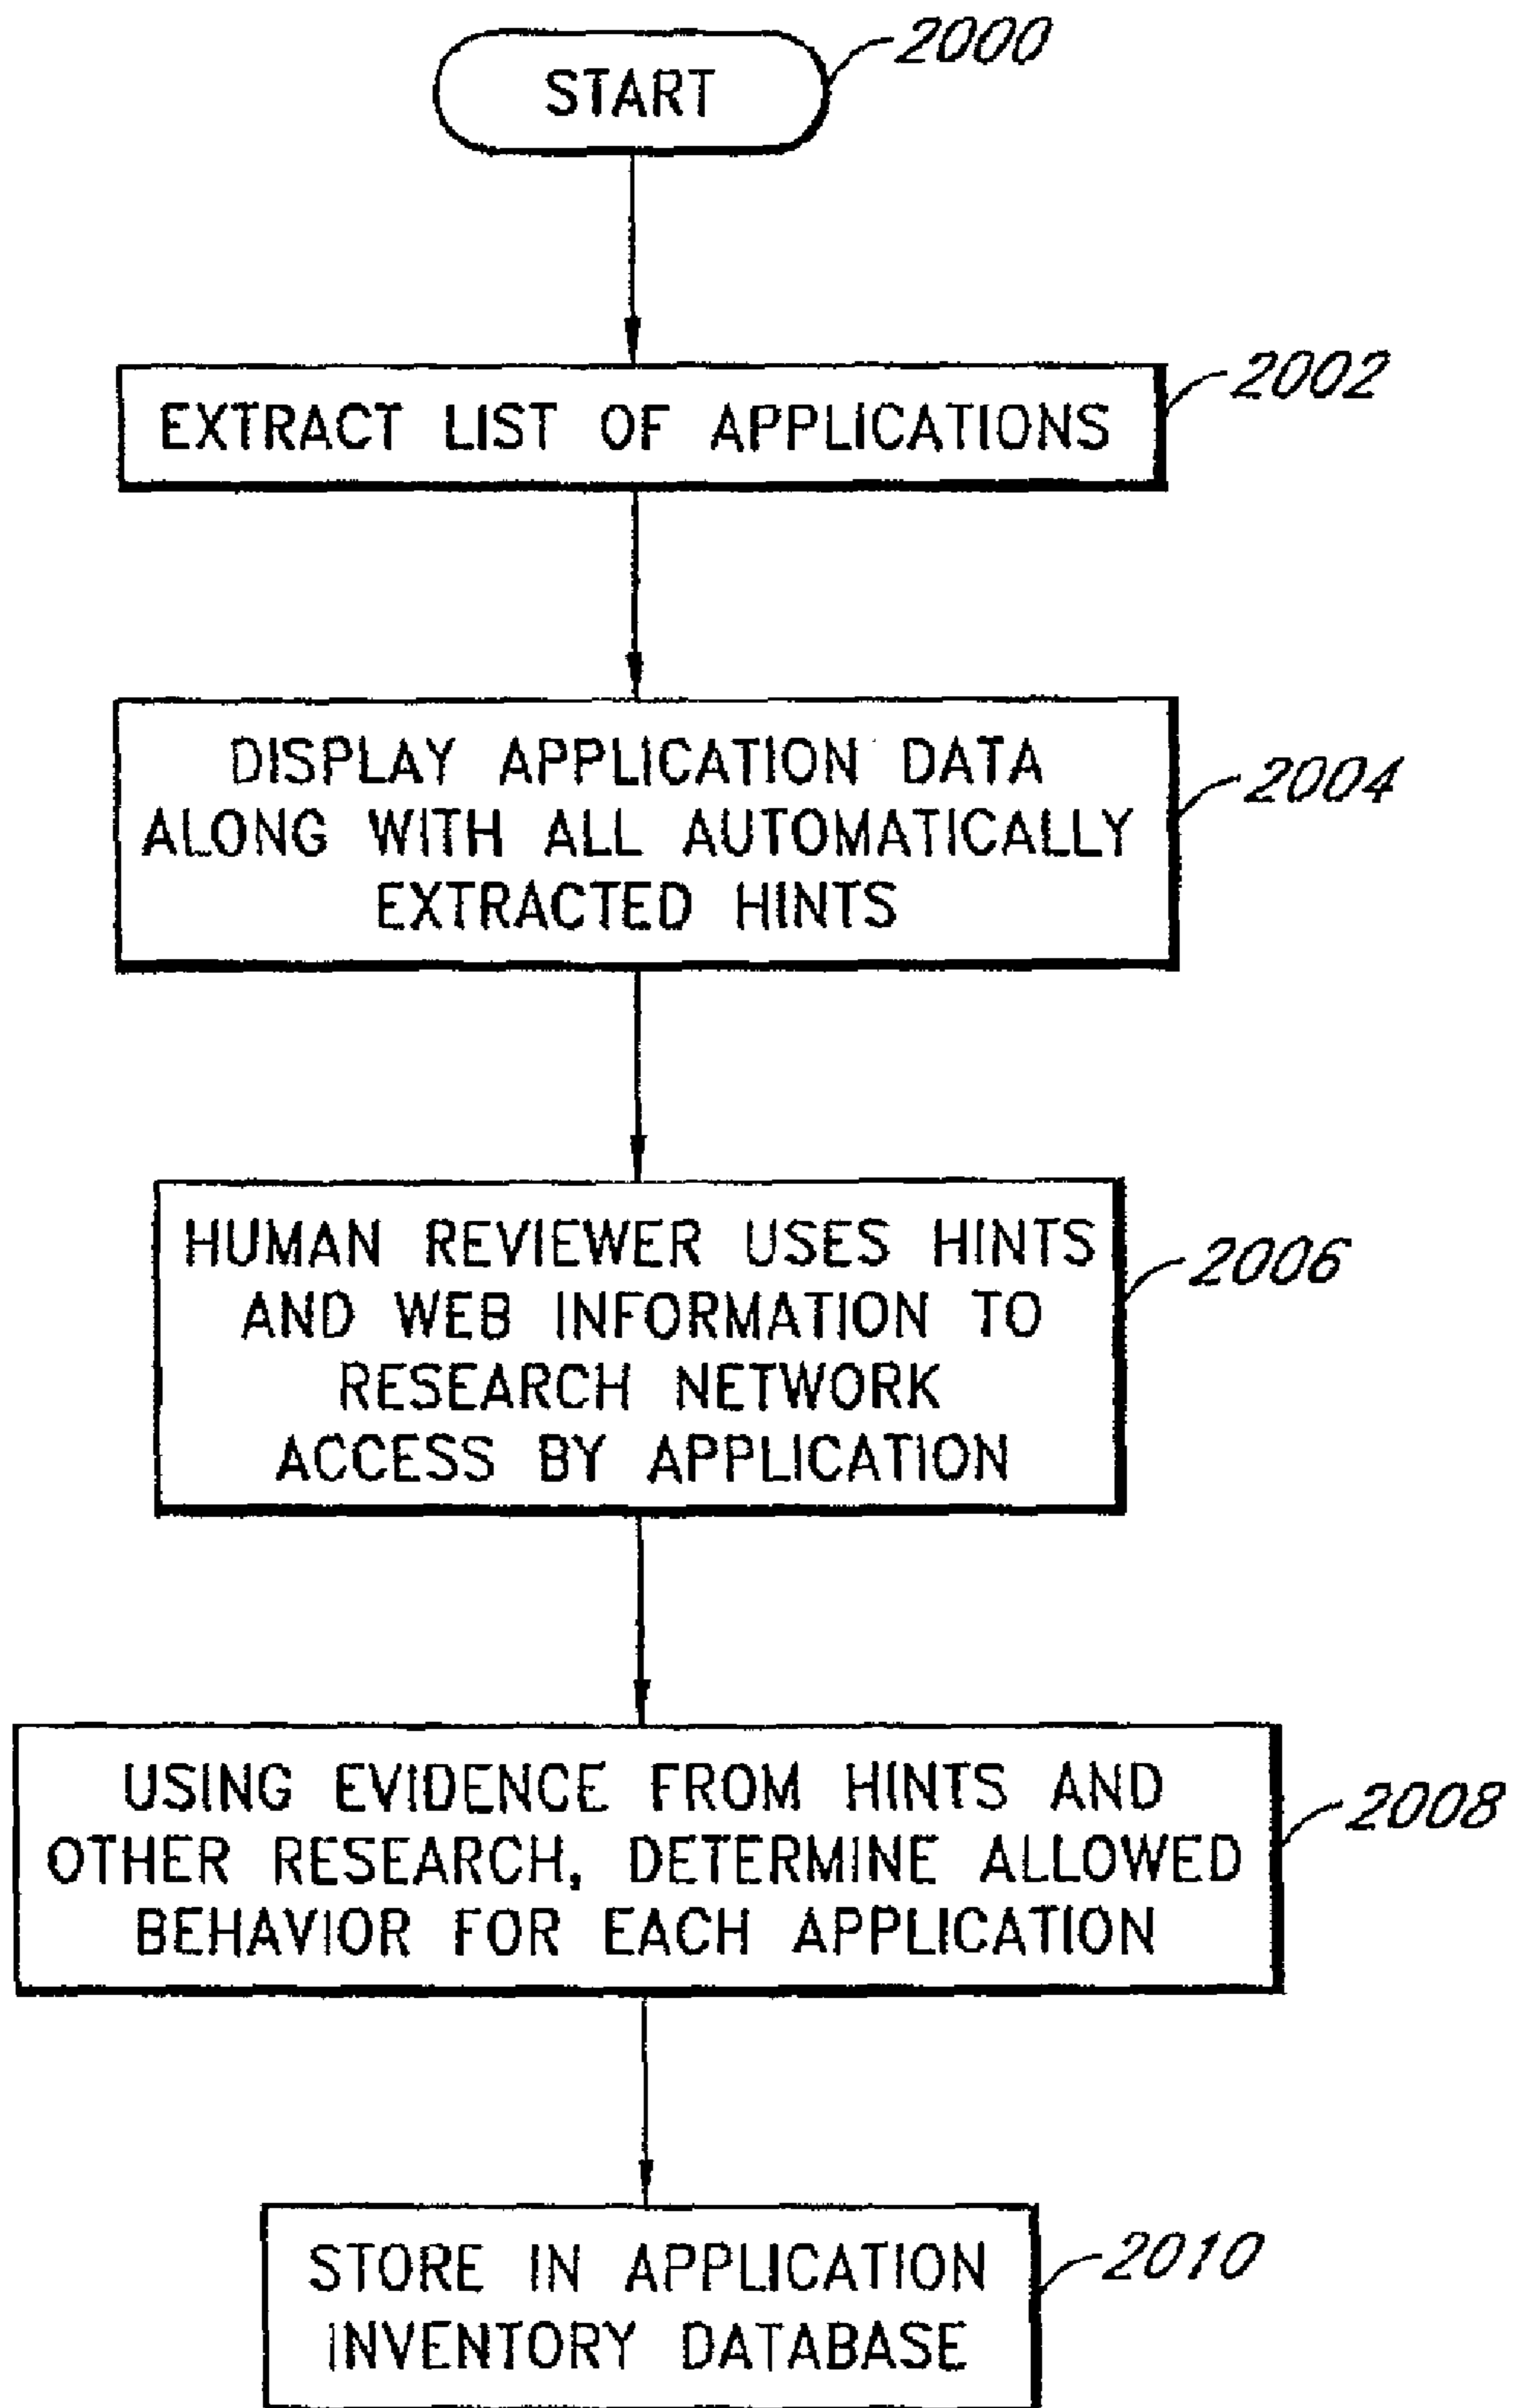 START
2000
EXTRACT LIST OF APPLICATIONS
2002
DISPLAY APPLICATION DATA
ALONG WITH ALL AUTOMATICALLY
EXTRACTED HINTS
2004
HUMAN REVIEWER USES HINTS
AND WEB INFORMATION TO
RESEARCH NETWORK
ACCESS BY APPLICATION
2006
USING EVIDENCE FROM HINTS AND
OTHER RESEARCH, DETERMINE ALLOWED
BEHAVIOR FOR EACH APPLICATION
2008
STORE IN APPLICATION
INVENTORY DATABASE
2010